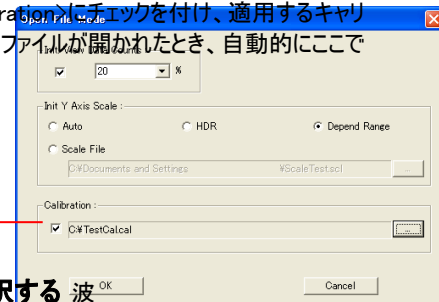 ration>にチェックを付け、適用するキャリ
Open File Mode
ファイルが開かれたとき、自動的にここで
20 %
Init Y Axis Scale :
Auto HDR Depend Range
Scale File
C:¥Documents and Settings ¥ScaleTest.scl ...
Calibration :
C:¥TestCal.cal ...
択する 波
OK Cancel